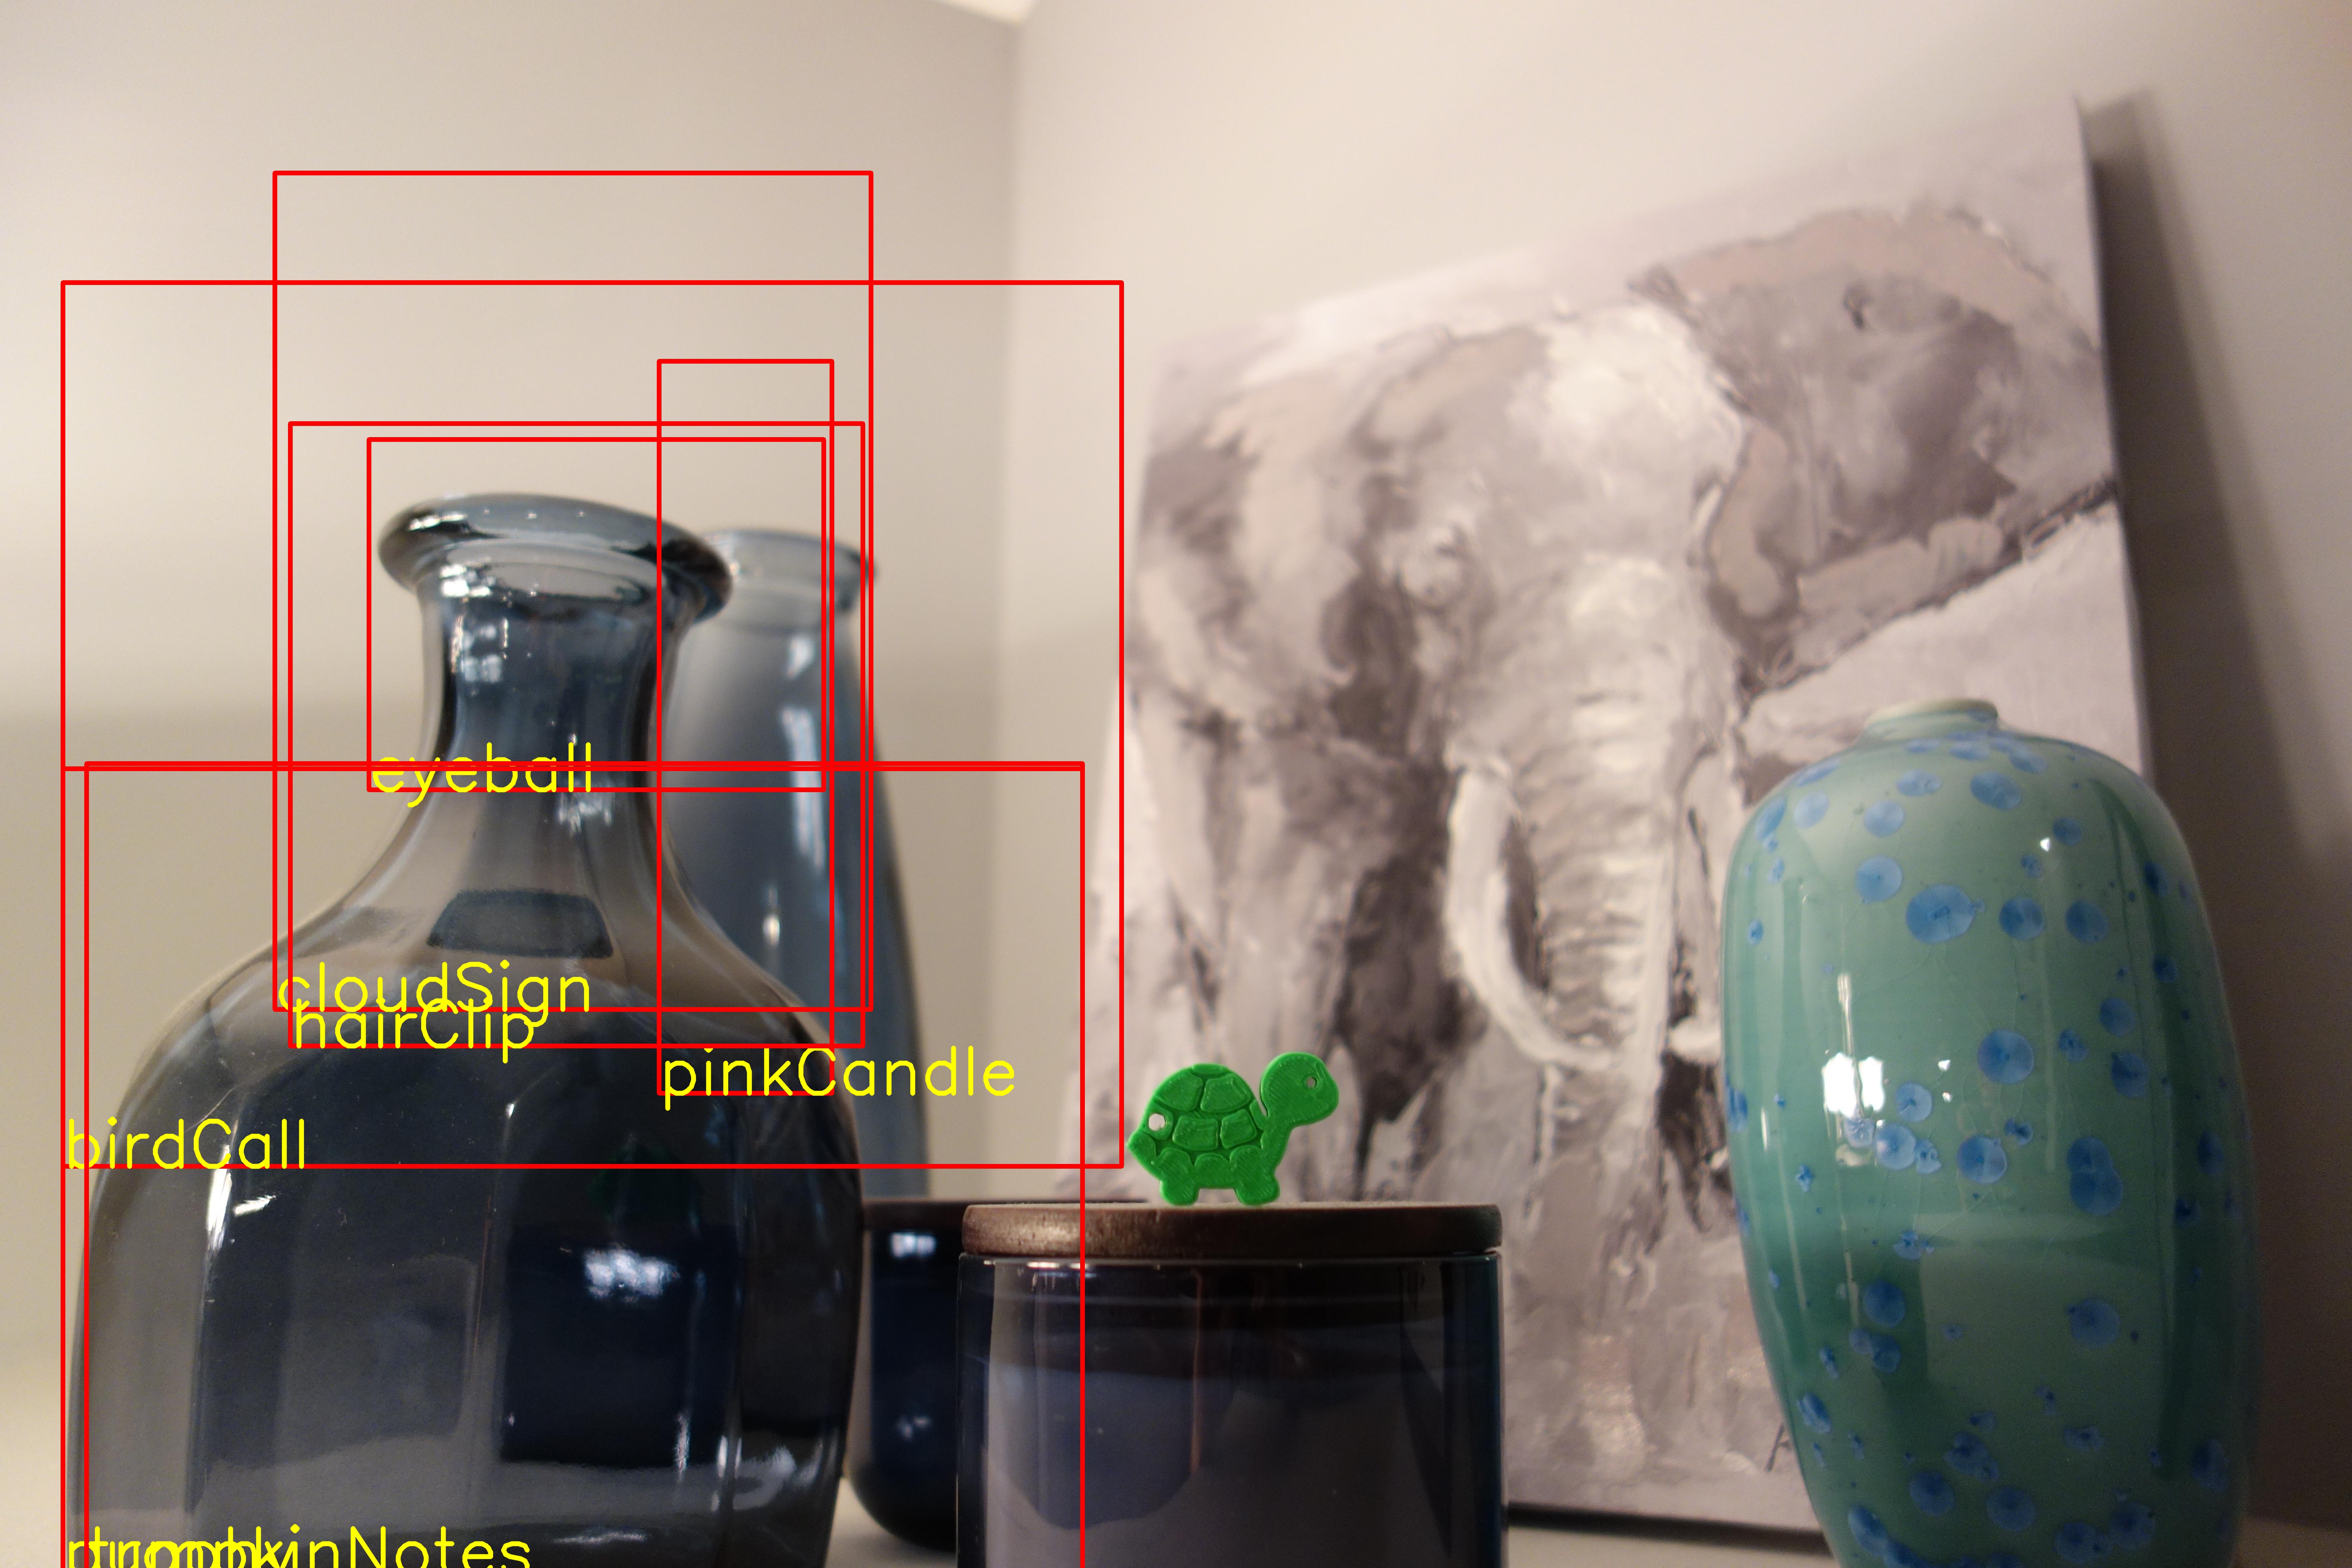 eyeball
cloudSign
hairClip
pinkCandle
birdCall